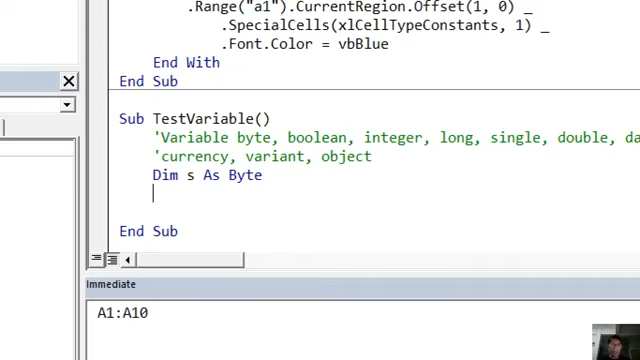 .Range("a1").CurrentRegion.Offset(1, 0) _
.SpecialCells(xlCellTypeConstants, 1) _
.Font.Color = vbBlue
End With
End Sub
Sub TestVariable()
'Variable byte, boolean, integer, long, single, double, da
'currency, variant, object
Dim s As Byte
End Sub
Immediate
A1:A10